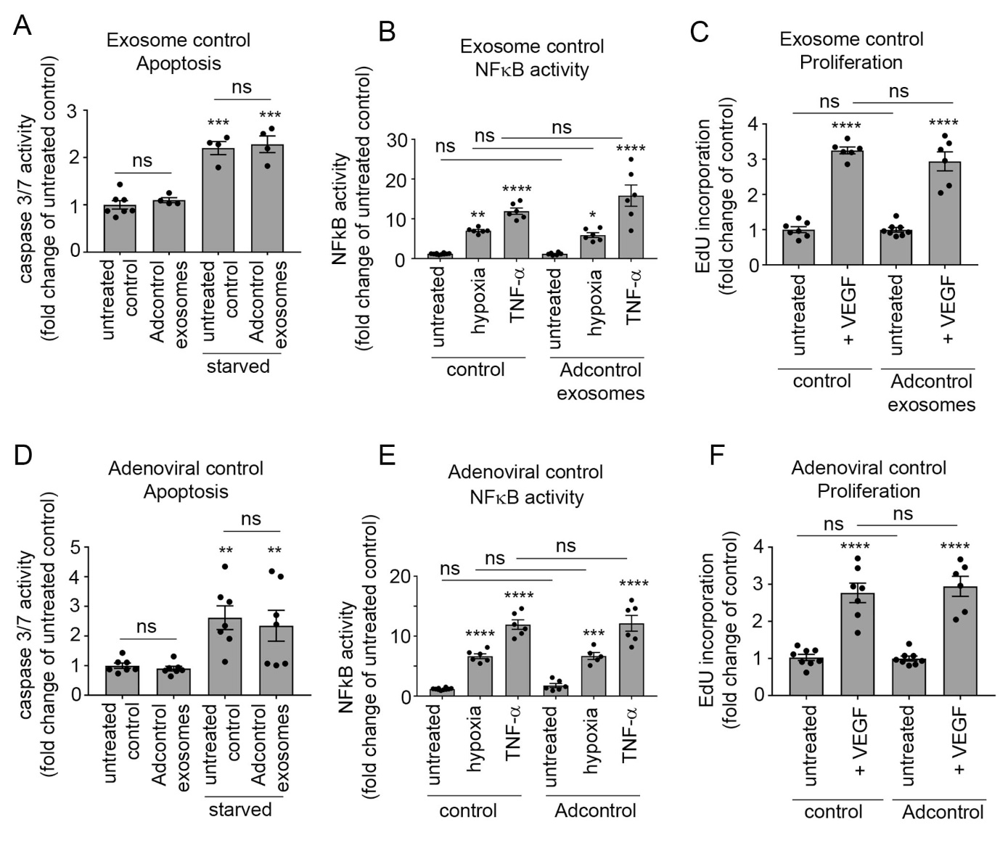 A
Exosome control
Apoptosis
caspase 3/7 activity
(fold change of untreated control)
3
2
1
0
ns
***
ns
***
untreated
control
Adcontrol
exosomes
untreated
control
Adcontrol
exosomes
starved
B
Exosome control
NFκB activity
NFkB activity
(fold change of untreated control)
30
20
10
0
ns
ns
ns
**
****
*
****
untreated
hypoxia
TNF-α
untreated
hypoxia
TNF-α
control
Adcontrol
exosomes
C
Exosome control
Proliferation
EdU incorporation
(fold change of control)
4
3
2
1
0
ns
ns
****
****
untreated
+ VEGF
untreated
+ VEGF
control
Adcontrol
exosomes
D
Adenoviral control
Apoptosis
caspase 3/7 activity
(fold change of untreated control)
5
4
3
2
1
0
ns
ns
**
**
untreated
control
Adcontrol
exosomes
untreated
control
Adcontrol
exosomes
starved
E
Adenoviral control
NFκB activity
NFkB activity
(fold change of untreated control)
20
10
0
ns
ns
ns
****
****
***
****
untreated
hypoxia
TNF-α
untreated
hypoxia
TNF-α
control
Adcontrol
F
Adenoviral control
Proliferation
EdU incorporation
(fold change of control)
4
3
2
1
0
ns
ns
****
****
untreated
+ VEGF
untreated
+ VEGF
control
Adcontrol